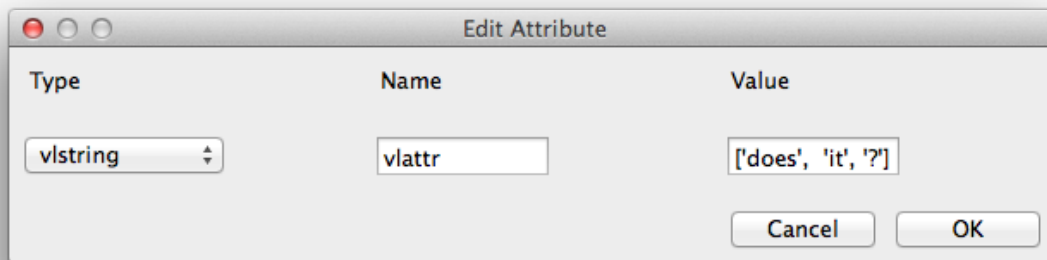 Edit Attribute
Type Name Value
vlstring vlattr ['does', 'it', '?']
Cancel OK